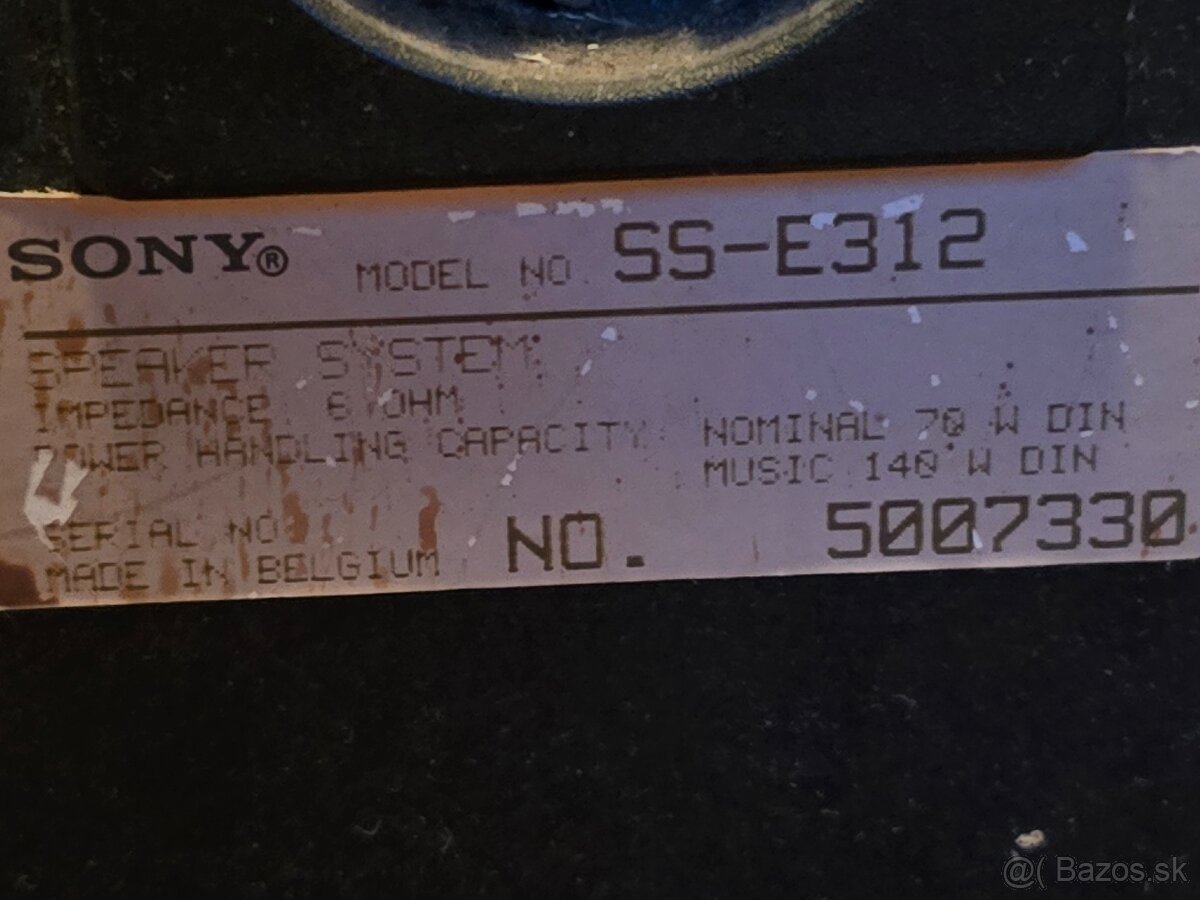 SONY® MODEL NO SS-E312
SPEAKER SYSTEM
IMPEDANCE 6 OHM
POWER HANDLING CAPACITY NOMINAL 70 W DIN
MUSIC 140 W DIN
SERIAL NO NO. 5007330
MADE IN BELGIUM
@( Bazos.sk